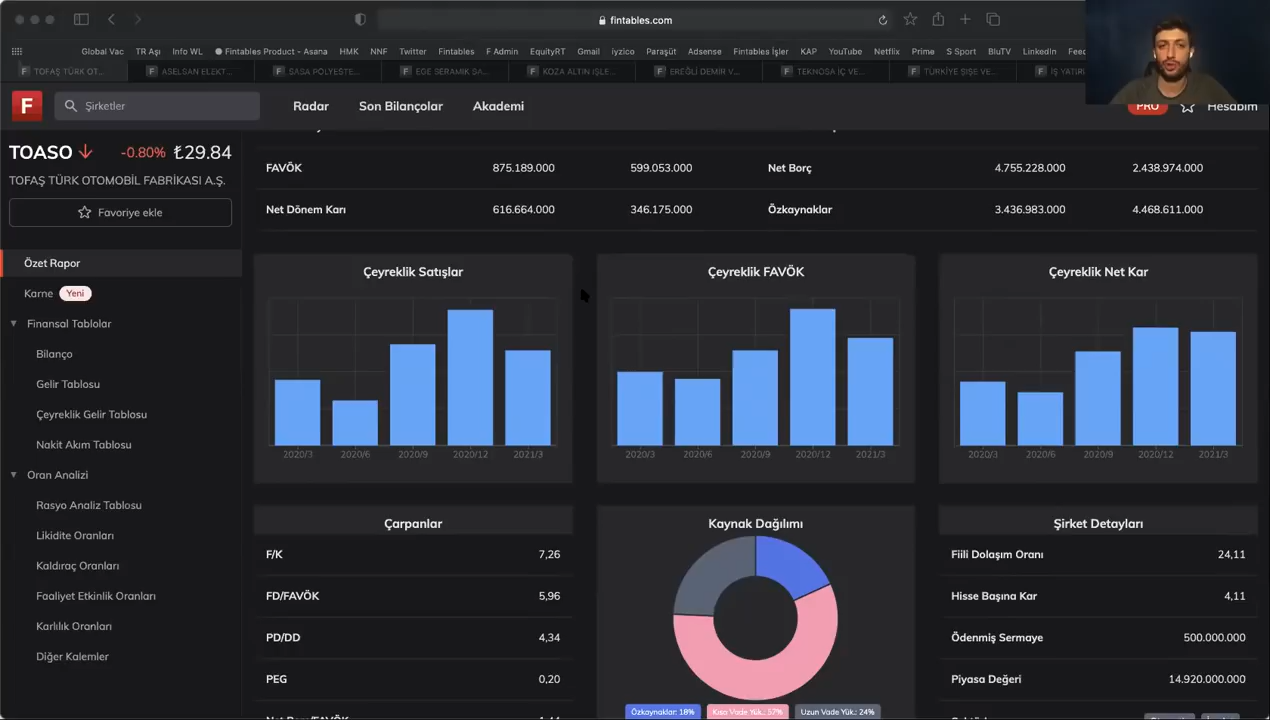 fintables.com
Global Vac TR Aşı Info WL Fintables Product - Asana HMK NNF Twitter Fintables F Admin EquityRT Gmail iyzico Paraşüt Adsense Fintables İşler KAP YouTube Netflix Prime S Sport BluTV LinkedIn Feed
F TOFAŞ TÜRK OT... F ASELSAN ELEKT... F SASA POLYESTE... F EGE SERAMİK SA... F KOZA ALTIN İŞLE... F EREĞLİ DEMİR V... F TEKNOSA İÇ VE... F TÜRKİYE ŞİŞE VE... F İŞ YATIR
F Şirketler Radar Son Bilançolar Akademi PRO Hesabım
TOASO -0.80% ₺29.84
TOFAŞ TÜRK OTOMOBİL FABRİKASI A.Ş.
Favoriye ekle
Özet Rapor
Karne Yeni
Finansal Tablolar
Bilanço
Gelir Tablosu
Çeyreklik Gelir Tablosu
Nakit Akım Tablosu
Oran Analizi
Rasyo Analiz Tablosu
Likidite Oranları
Kaldıraç Oranları
Faaliyet Etkinlik Oranları
Karlılık Oranları
Diğer Kalemler
FAVÖK 875.189.000 599.053.000 Net Borç 4.755.228.000 2.438.974.000
Net Dönem Karı 616.664.000 346.175.000 Özkaynaklar 3.436.983.000 4.468.611.000
Çeyreklik Satışlar
2020/3 2020/6 2020/9 2020/12 2021/3
Çeyreklik FAVÖK
2020/3 2020/6 2020/9 2020/12 2021/3
Çeyreklik Net Kar
2020/3 2020/6 2020/9 2020/12 2021/3
Çarpanlar
F/K 7,26
FD/FAVÖK 5,96
PD/DD 4,34
PEG 0,20
Net Borç/FAVÖK 1,44
Kaynak Dağılımı
Özkaynaklar: 18% Kısa Vade Yük.: 57% Uzun Vade Yük.: 24%
Şirket Detayları
Fiili Dolaşım Oranı 24,11
Hisse Başına Kar 4,11
Ödenmiş Sermaye 500.000.000
Piyasa Değeri 14.920.000.000